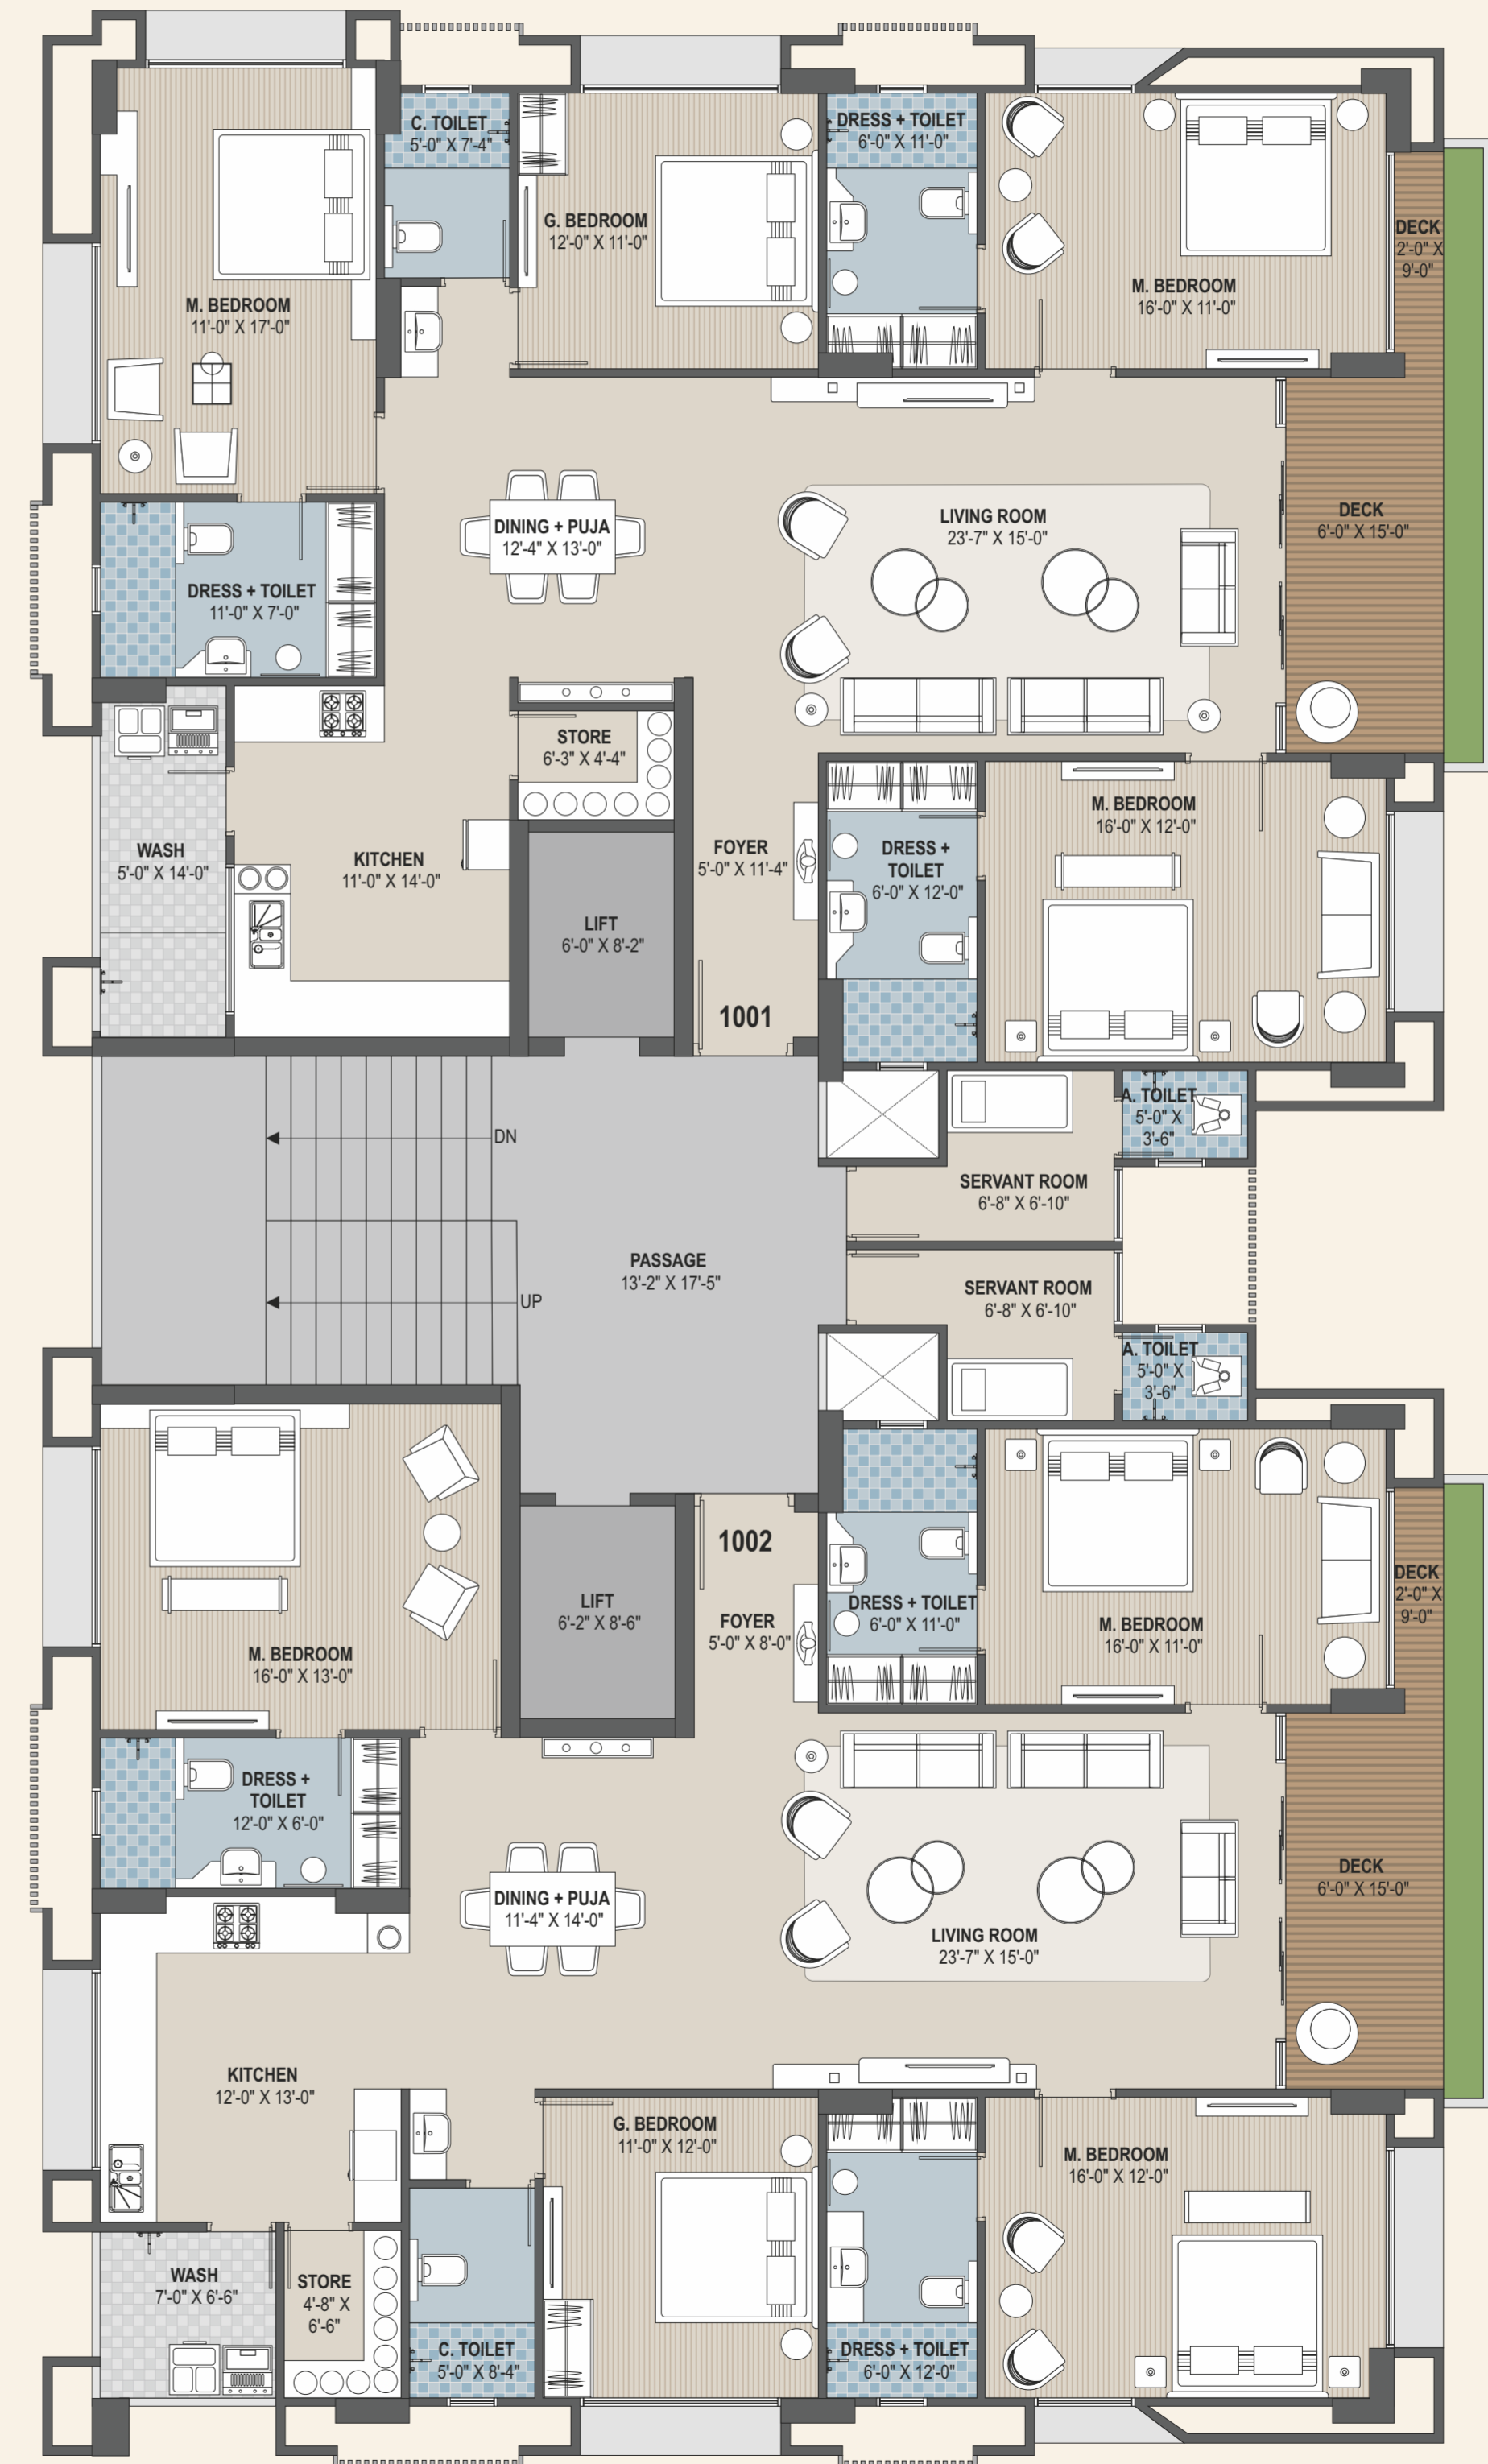 C. TOILET
5'-0" X 7'-4"
DRESS + TOILET
6'-0" X 11'-0"
G. BEDROOM
12'-0" X 11'-0"
DECK
2'-0" X
9'-0"
M. BEDROOM
11'-0" X 17'-0"
M. BEDROOM
16'-0" X 11'-0"
DINING + PUJA
12'-4" X 13'-0"
LIVING ROOM
23'-7" X 15'-0"
DECK
6'-0" X 15'-0"
DRESS + TOILET
11'-0" X 7'-0"
STORE
6'-3" X 4'-4"
M. BEDROOM
16'-0" X 12'-0"
WASH
5'-0" X 14'-0"
KITCHEN
11'-0" X 14'-0"
FOYER
5'-0" X 11'-4"
DRESS +
TOILET
6'-0" X 12'-0"
LIFT
6'-0" X 8'-2"
1001
A. TOILET
5'-0" X
3'-6"
DN
SERVANT ROOM
6'-8" X 6'-10"
PASSAGE
13'-2" X 17'-5"
SERVANT ROOM
6'-8" X 6'-10"
UP
A. TOILET
5'-0" X
3'-6"
1002
DECK
2'-0" X
9'-0"
LIFT
6'-2" X 8'-6"
FOYER
5'-0" X 8'-0"
DRESS + TOILET
6'-0" X 11'-0"
M. BEDROOM
16'-0" X 11'-0"
M. BEDROOM
16'-0" X 13'-0"
DRESS +
TOILET
12'-0" X 6'-0"
DINING + PUJA
11'-4" X 14'-0"
LIVING ROOM
23'-7" X 15'-0"
DECK
6'-0" X 15'-0"
KITCHEN
12'-0" X 13'-0"
G. BEDROOM
11'-0" X 12'-0"
M. BEDROOM
16'-0" X 12'-0"
WASH
7'-0" X 6'-6"
STORE
4'-8" X
6'-6"
C. TOILET
5'-0" X 8'-4"
DRESS + TOILET
6'-0" X 12'-0"